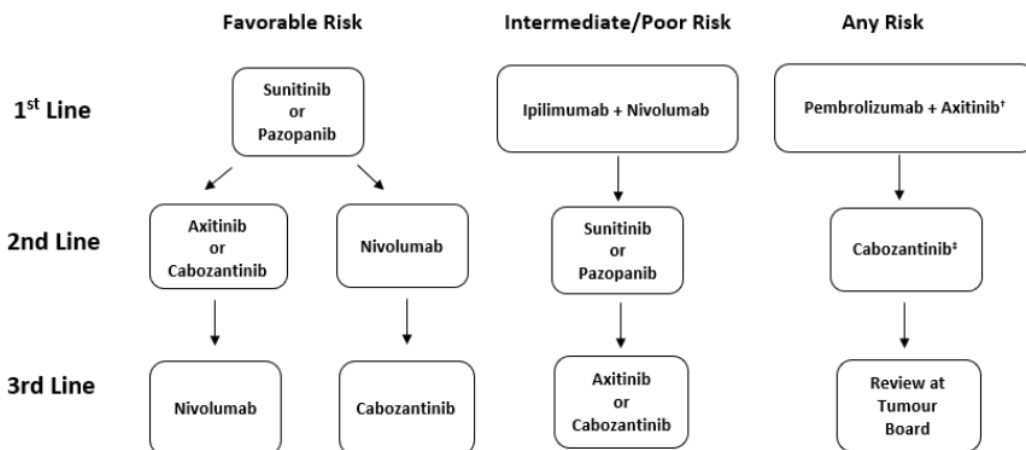 Favorable Risk
Intermediate/Poor Risk
Any Risk
1st Line
Sunitinib
or
Pazopanib
Ipilimumab + Nivolumab
Pembrolizumab + Axitinib†
2nd Line
Axitinib
or
Cabozantinib
Nivolumab
Sunitinib
or
Pazopanib
Cabozantinib‡
3rd Line
Nivolumab
Cabozantinib
Axitinib
or
Cabozantinib
Review at
Tumour
Board